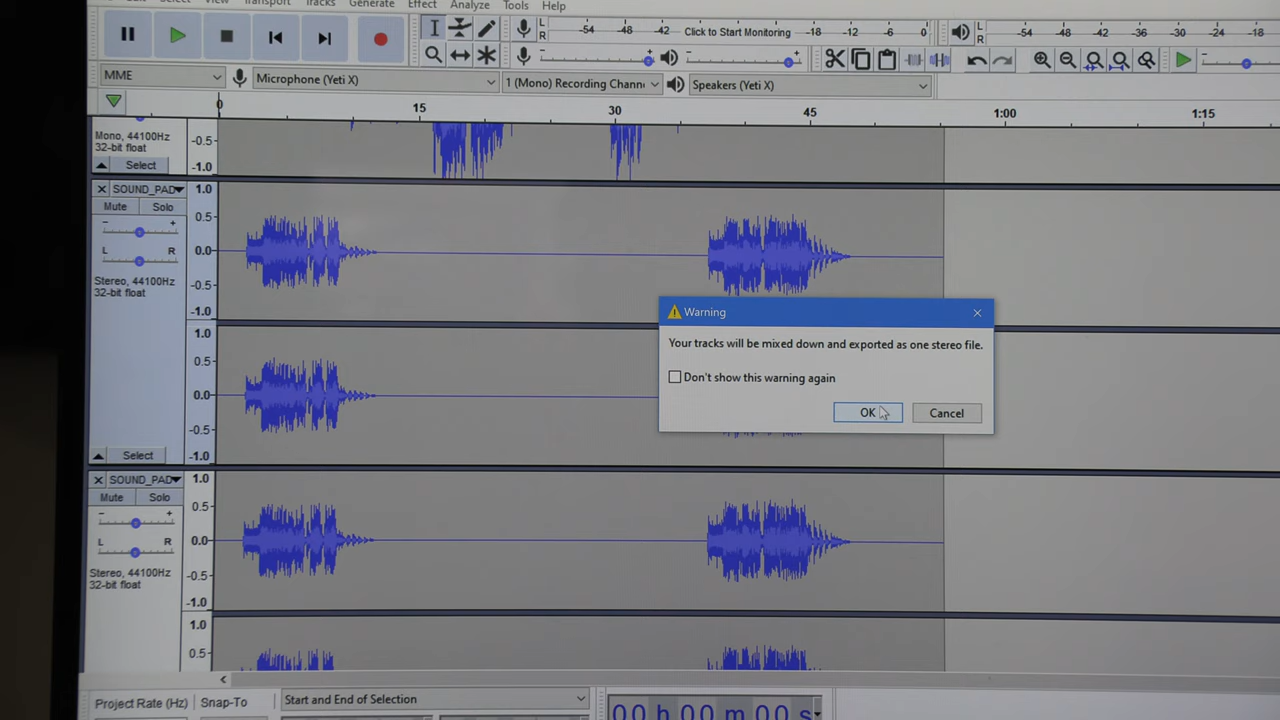 Transport Tracks Generate Effect Analyze Tools Help
L
R
-54 -48 -42 Click to Start Monitoring -18 -12 -6 0
L
R
-54 -48 -42 -36 -30 -24 -18
MME
Microphone (Yeti X)
1 (Mono) Recording Chann
Speakers (Yeti X)
0 15 30 45 1:00 1:15
Mono, 44100Hz
32-bit float
Select
-0.5
-1.0
SOUND_PAD
Mute Solo
- +
L R
Stereo, 44100Hz
32-bit float
1.0
0.5
0.0
-0.5
-1.0
1.0
0.5
0.0
-0.5
-1.0
Select
Warning
Your tracks will be mixed down and exported as one stereo file.
Don't show this warning again
OK Cancel
SOUND_PAD
Mute Solo
- +
L R
Stereo, 44100Hz
32-bit float
1.0
0.5
0.0
-0.5
-1.0
1.0
0.5
Project Rate (Hz) Snap-To Start and End of Selection
00 h 00 m 00 s